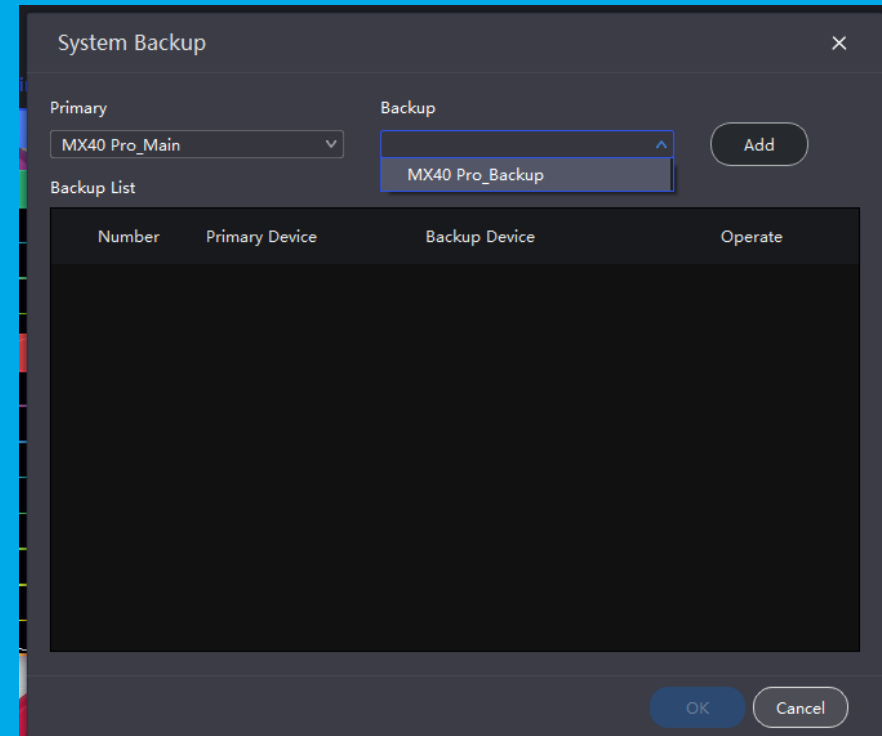 System Backup
Primary
Backup
MX40 Pro_Main
Add
MX40 Pro_Backup
Backup List
Number Primary Device Backup Device Operate
OK Cancel